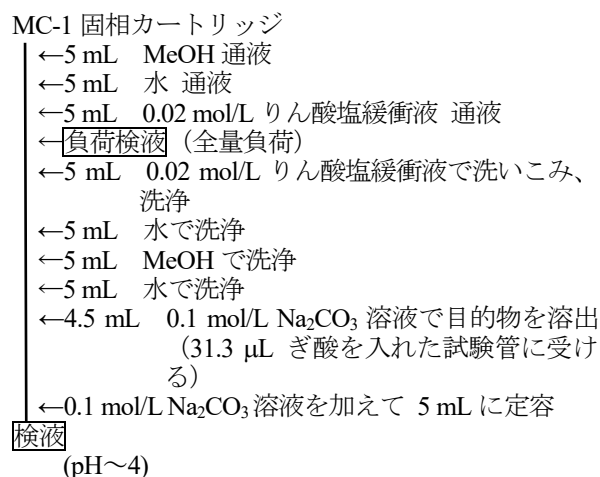 MC-1 固相カートリッジ
←5 mL MeOH 通液
←5 mL 水 通液
←5 mL 0.02 mol/L りん酸塩緩衝液 通液
←負荷検液（全量負荷）
←5 mL 0.02 mol/L りん酸塩緩衝液で洗いこみ、
洗浄
←5 mL 水で洗浄
←5 mL MeOH で洗浄
←5 mL 水で洗浄
←4.5 mL 0.1 mol/L Na₂CO₃ 溶液で目的物を溶出
（31.3 μL ぎ酸を入れた試験管に受け
る）
←0.1 mol/L Na₂CO₃ 溶液を加えて 5 mL に定容
検液
(pH～4)